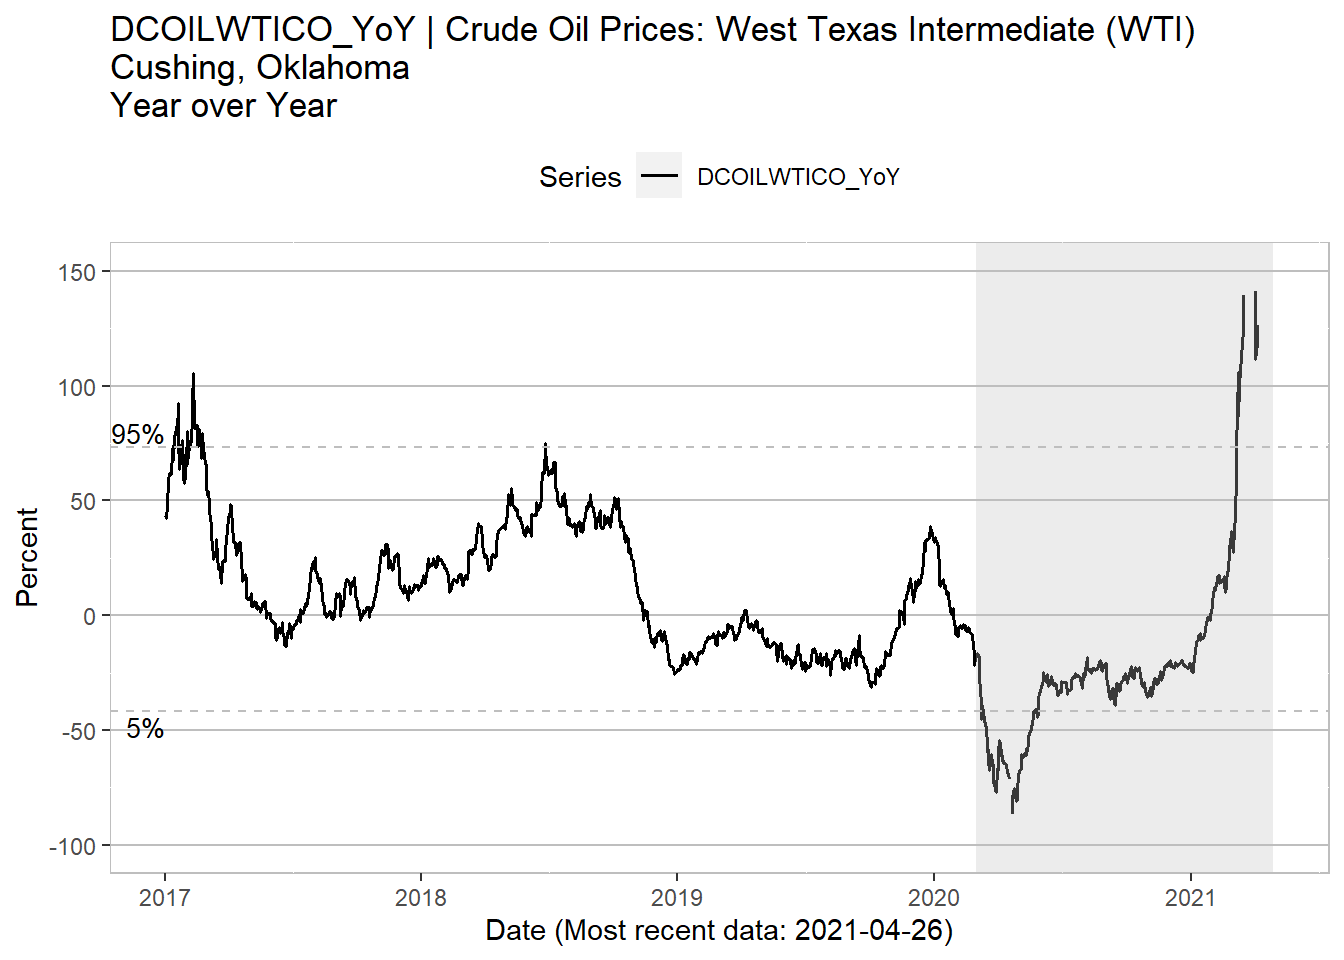 DCOILWTICO_YoY | Crude Oil Prices: West Texas Intermediate (WTI)
Cushing, Oklahoma
Year over Year
Series DCOILWTICO_YoY
150
100
95%
50
0
5%
-50
-100
Percent
2017 2018 2019 2020 2021
Date (Most recent data: 2021-04-26)